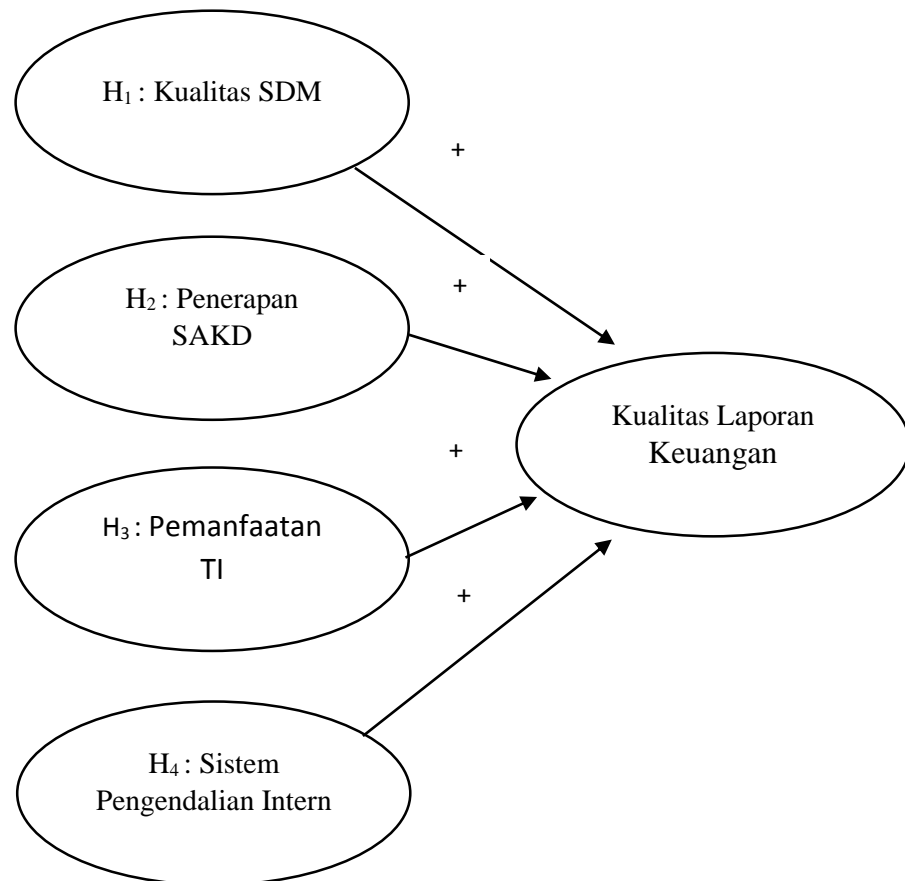 H₁ : Kualitas SDM
+
H₂ : Penerapan
SAKD
+
Kualitas Laporan
Keuangan
+
H₃ : Pemanfaatan
TI
+
H₄ : Sistem
Pengendalian Intern